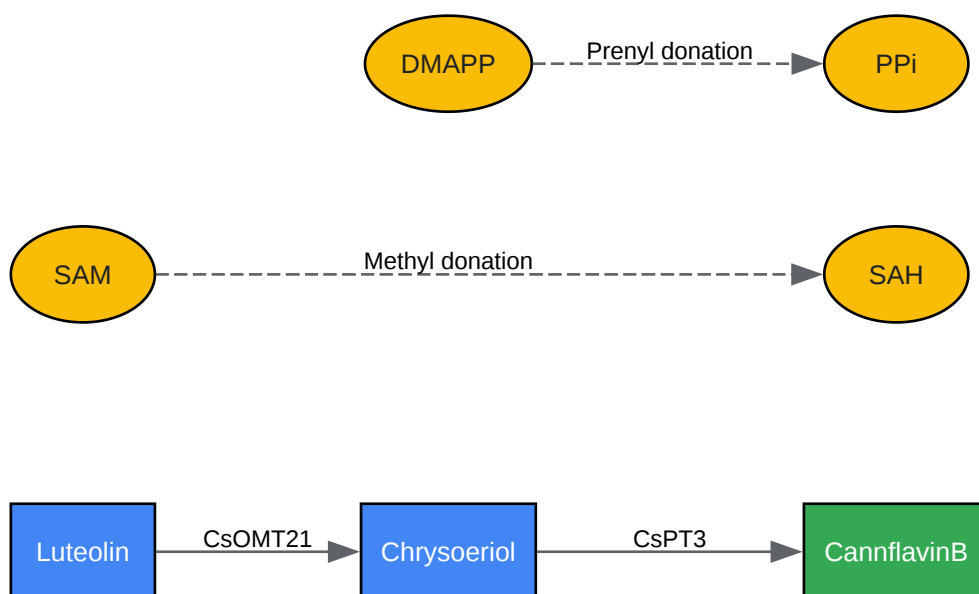 DMAPP
Prenyl donation
PPi
SAM
Methyl donation
SAH
Luteolin
CsOMT21
Chrysoeriol
CsPT3
CannflavinB